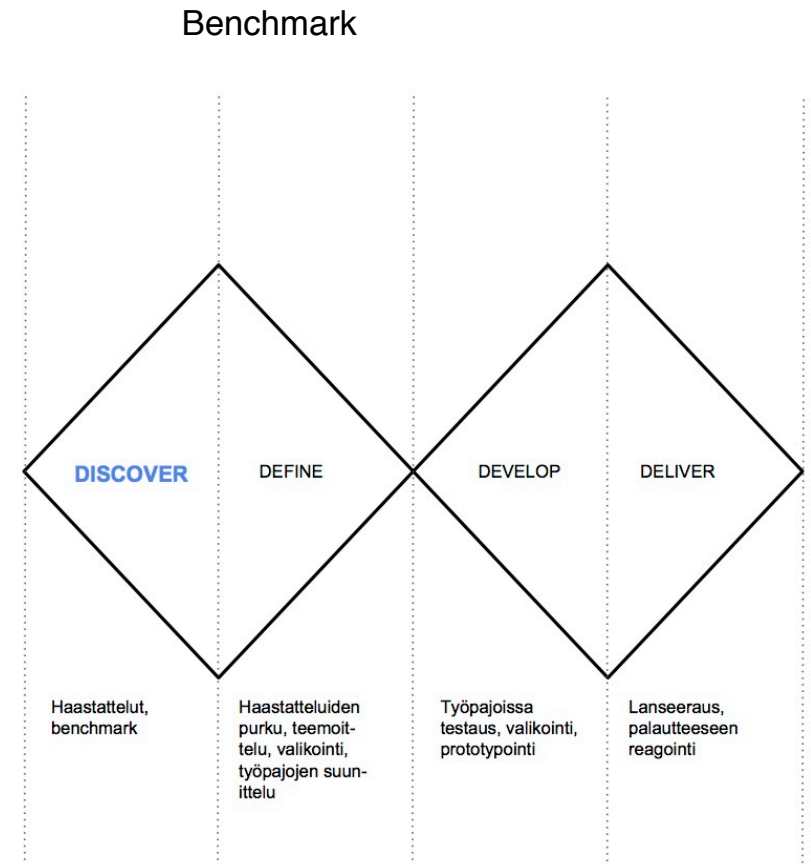 Benchmark
DISCOVER
DEFINE
DEVELOP
DELIVER
Haastattelut,
benchmark
Haastatteluiden
purku, teemoit-
telu, valikointi,
työpajojen suun-
ittelu
Työpajoissa
testaus, valikointi,
prototypointi
Lanseeraus,
palautteeseen
reagointi